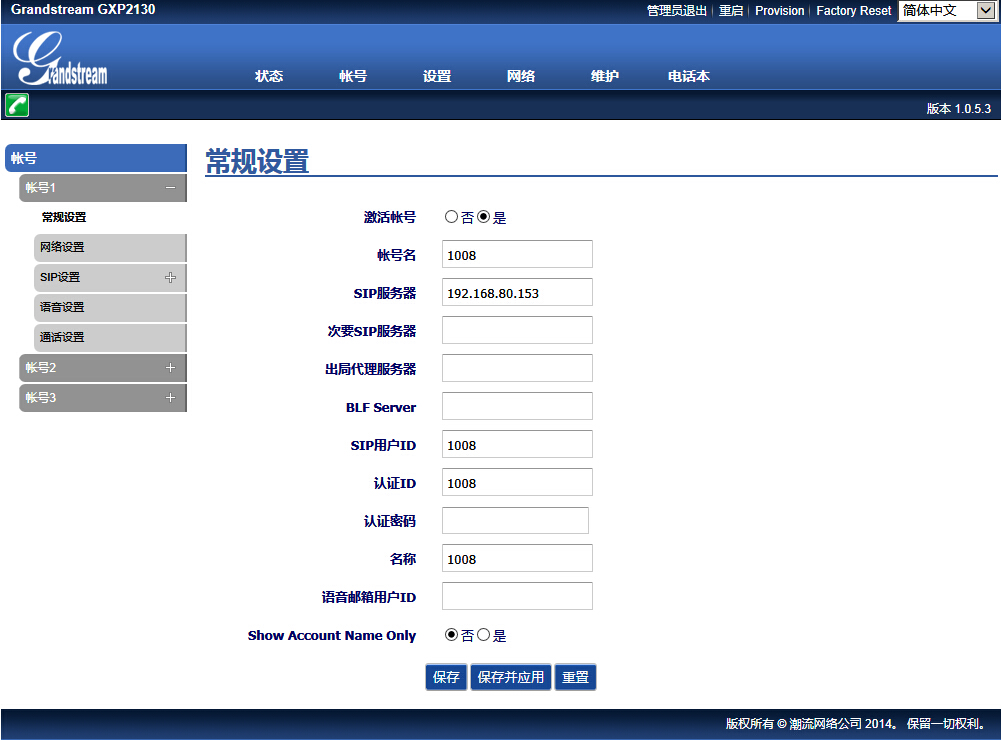 Grandstream GXP2130
管理员退出 | 重启 | Provision | Factory Reset 简体中文
Grandstream
状态 帐号 设置 网络 维护 电话本
版本 1.0.5.3
帐号
帐号1
常规设置
网络设置
SIP设置
语音设置
通话设置
帐号2
帐号3
常规设置
激活帐号 否 是
帐号名 1008
SIP服务器 192.168.80.153
次要SIP服务器
出局代理服务器
BLF Server
SIP用户ID 1008
认证ID 1008
认证密码
名称 1008
语音邮箱用户ID
Show Account Name Only 否 是
保存 保存并应用 重置
版权所有 © 潮流网络公司 2014。 保留一切权利。